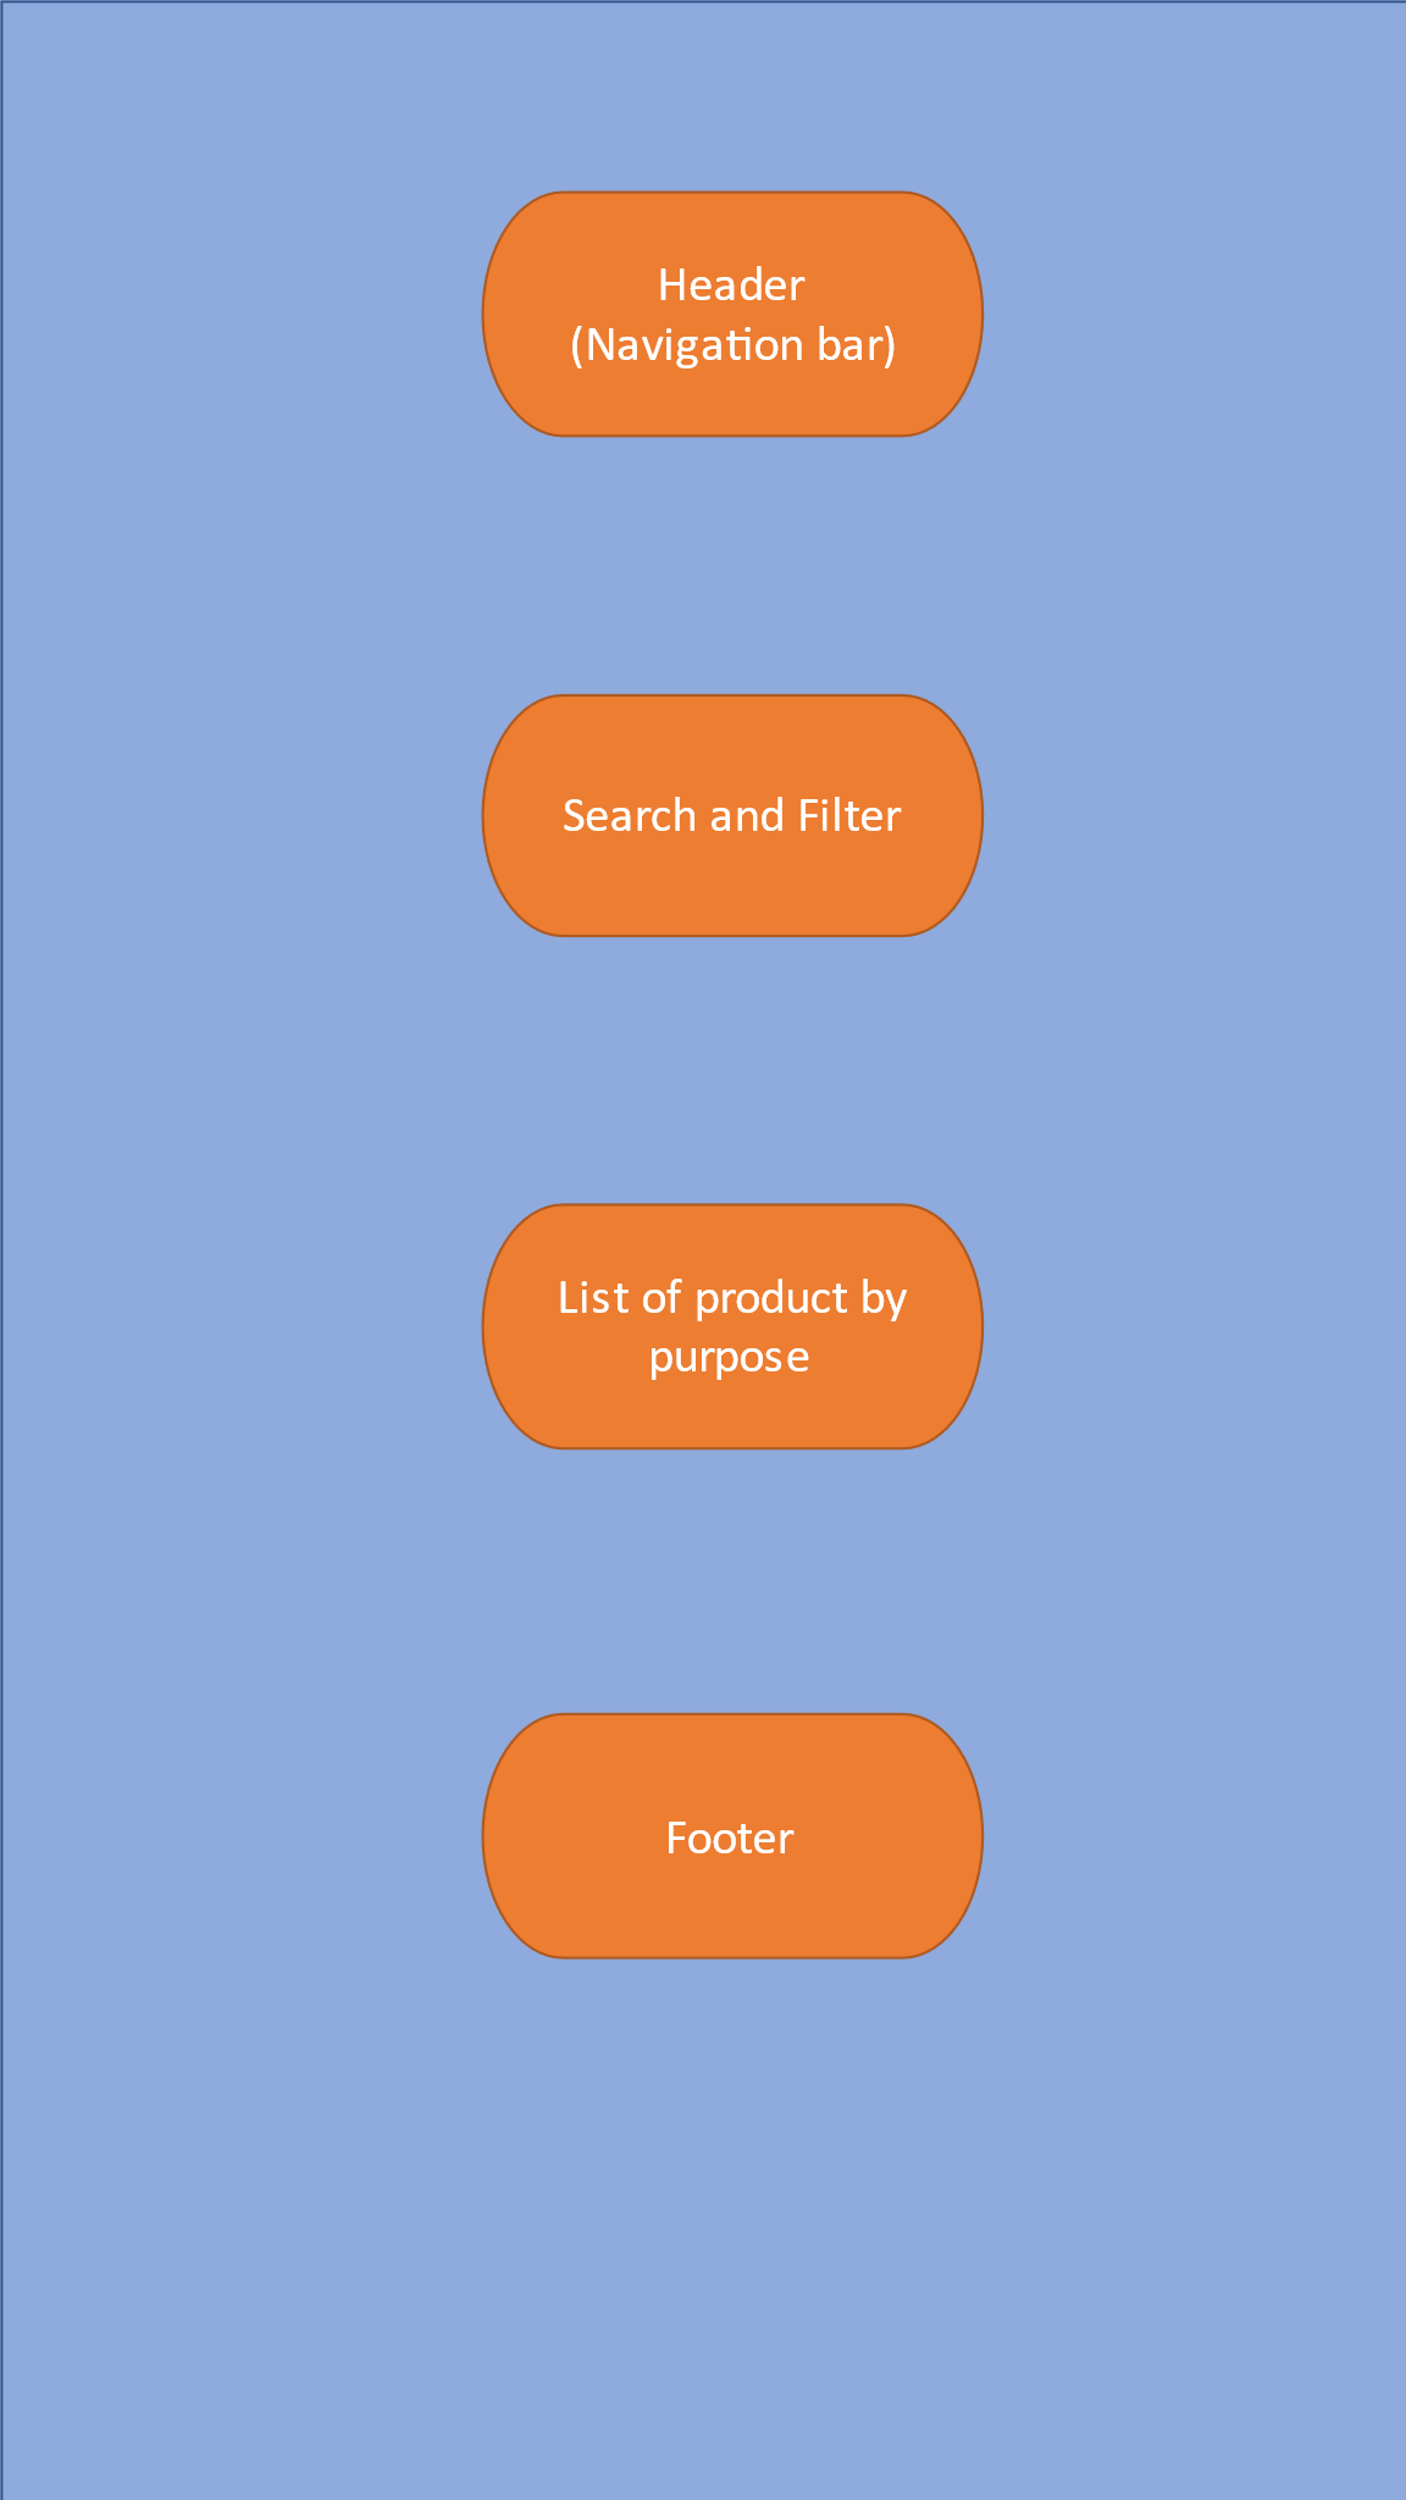 Header
(Navigation bar)
Search and Filter
List of product by
purpose
Footer